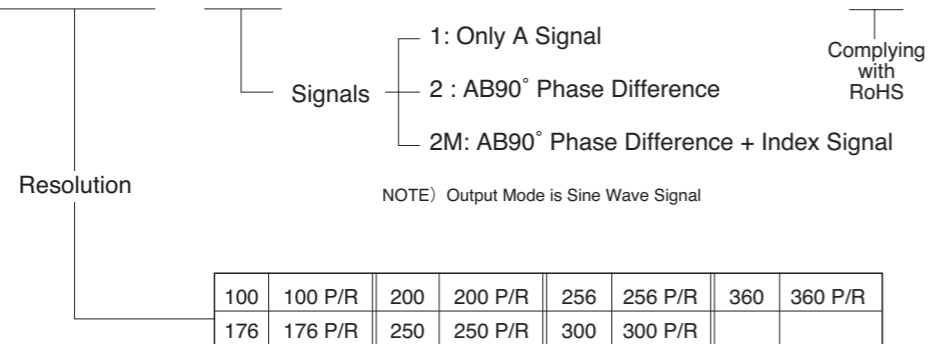 1: Only A Signal
Complying
with
RoHS
Signals
2 : AB90° Phase Difference
2M: AB90° Phase Difference + Index Signal
Resolution
NOTE）Output Mode is Sine Wave Signal
100 100 P/R 200 200 P/R 256 256 P/R 360 360 P/R
176 176 P/R 250 250 P/R 300 300 P/R